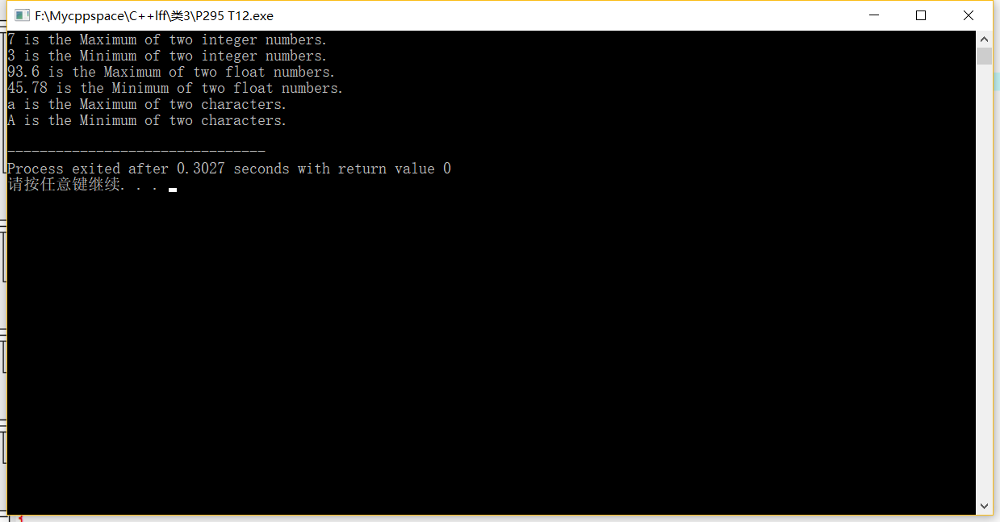 F:\Mycppspace\C++lff\类3\P295 T12.exe
7 is the Maximum of two integer numbers.
3 is the Minimum of two integer numbers.
93.6 is the Maximum of two float numbers.
45.78 is the Minimum of two float numbers.
a is the Maximum of two characters.
A is the Minimum of two characters.
--------------------------------
Process exited after 0.3027 seconds with return value 0
请按任意键继续. . .